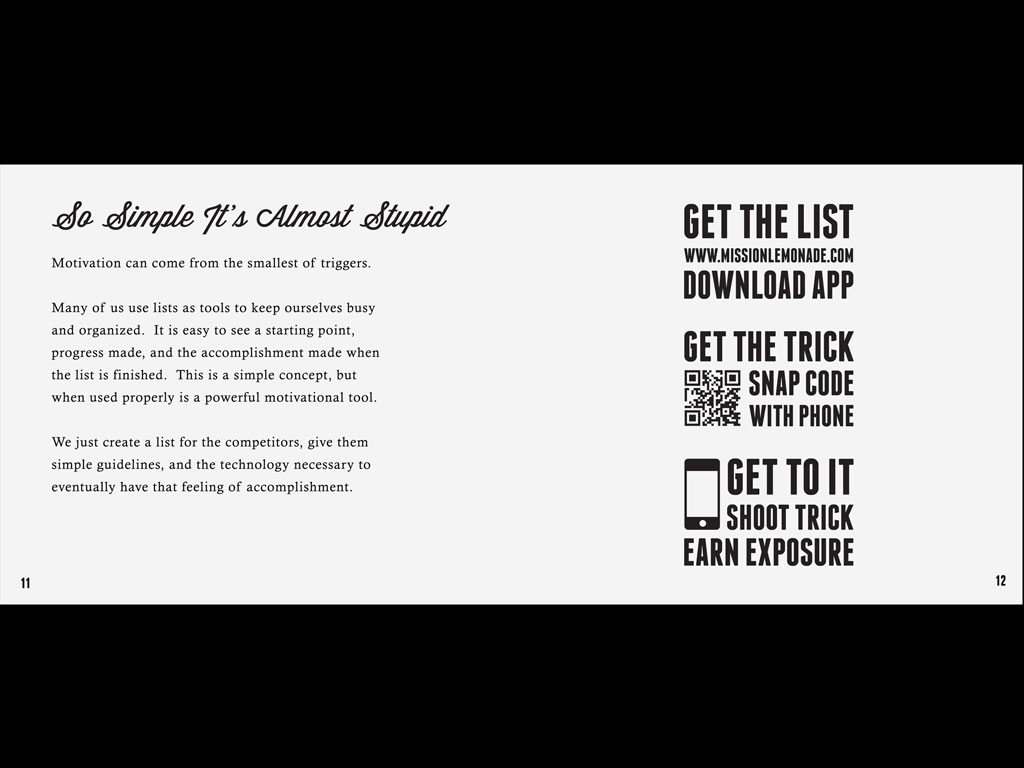 So Simple It's Almost Stupid
Motivation can come from the smallest of triggers.
Many of us use lists as tools to keep ourselves busy
and organized.  It is easy to see a starting point,
progress made, and the accomplishment made when
the list is finished.  This is a simple concept, but
when used properly is a powerful motivational tool.
We just create a list for the competitors, give them
simple guidelines, and the technology necessary to
eventually have that feeling of accomplishment.
11
GET THE LIST
WWW.MISSIONLEMONADE.COM
DOWNLOAD APP
GET THE TRICK
SNAP CODE
WITH PHONE
GET TO IT
SHOOT TRICK
EARN EXPOSURE
12